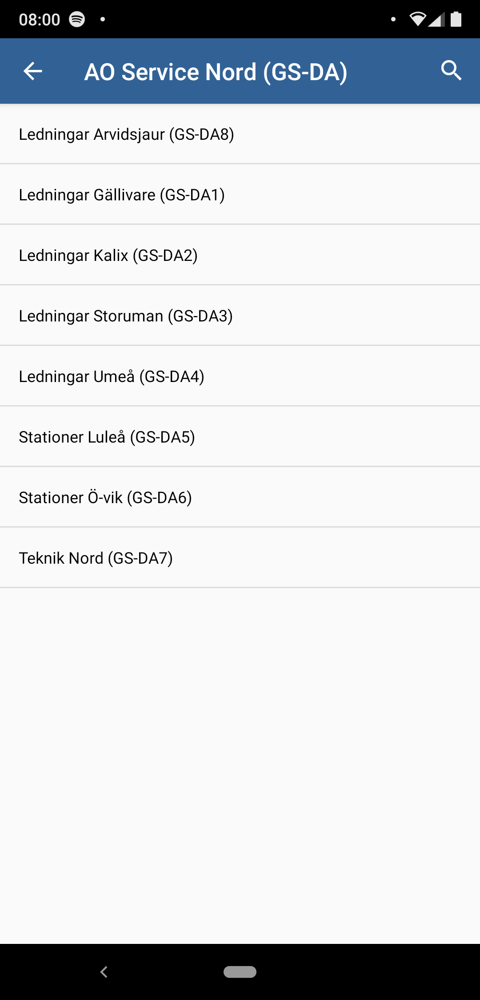 08:00
AO Service Nord (GS-DA)
Ledningar Arvidsjaur (GS-DA8)
Ledningar Gällivare (GS-DA1)
Ledningar Kalix (GS-DA2)
Ledningar Storuman (GS-DA3)
Ledningar Umeå (GS-DA4)
Stationer Luleå (GS-DA5)
Stationer Ö-vik (GS-DA6)
Teknik Nord (GS-DA7)